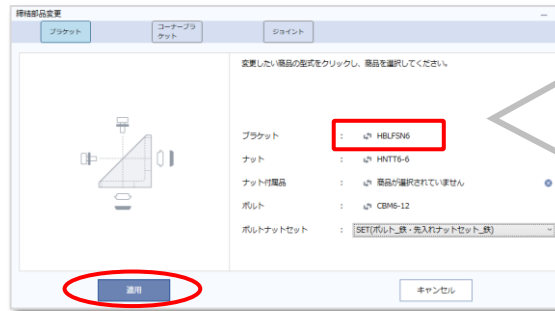 締結部品変更
ブラケット
コーナーブラ
ケット
ジョイント
変更したい商品の型式をクリックし、商品を選択してください。
ブラケット : HBLFSN6
ナット : HNTT6-6
ナット付属品 : 商品が選択されていません
ボルト : CBM6-12
ボルトナットセット : SET(ボルト_鉄・先入れナットセット_鉄)
適用
キャンセル